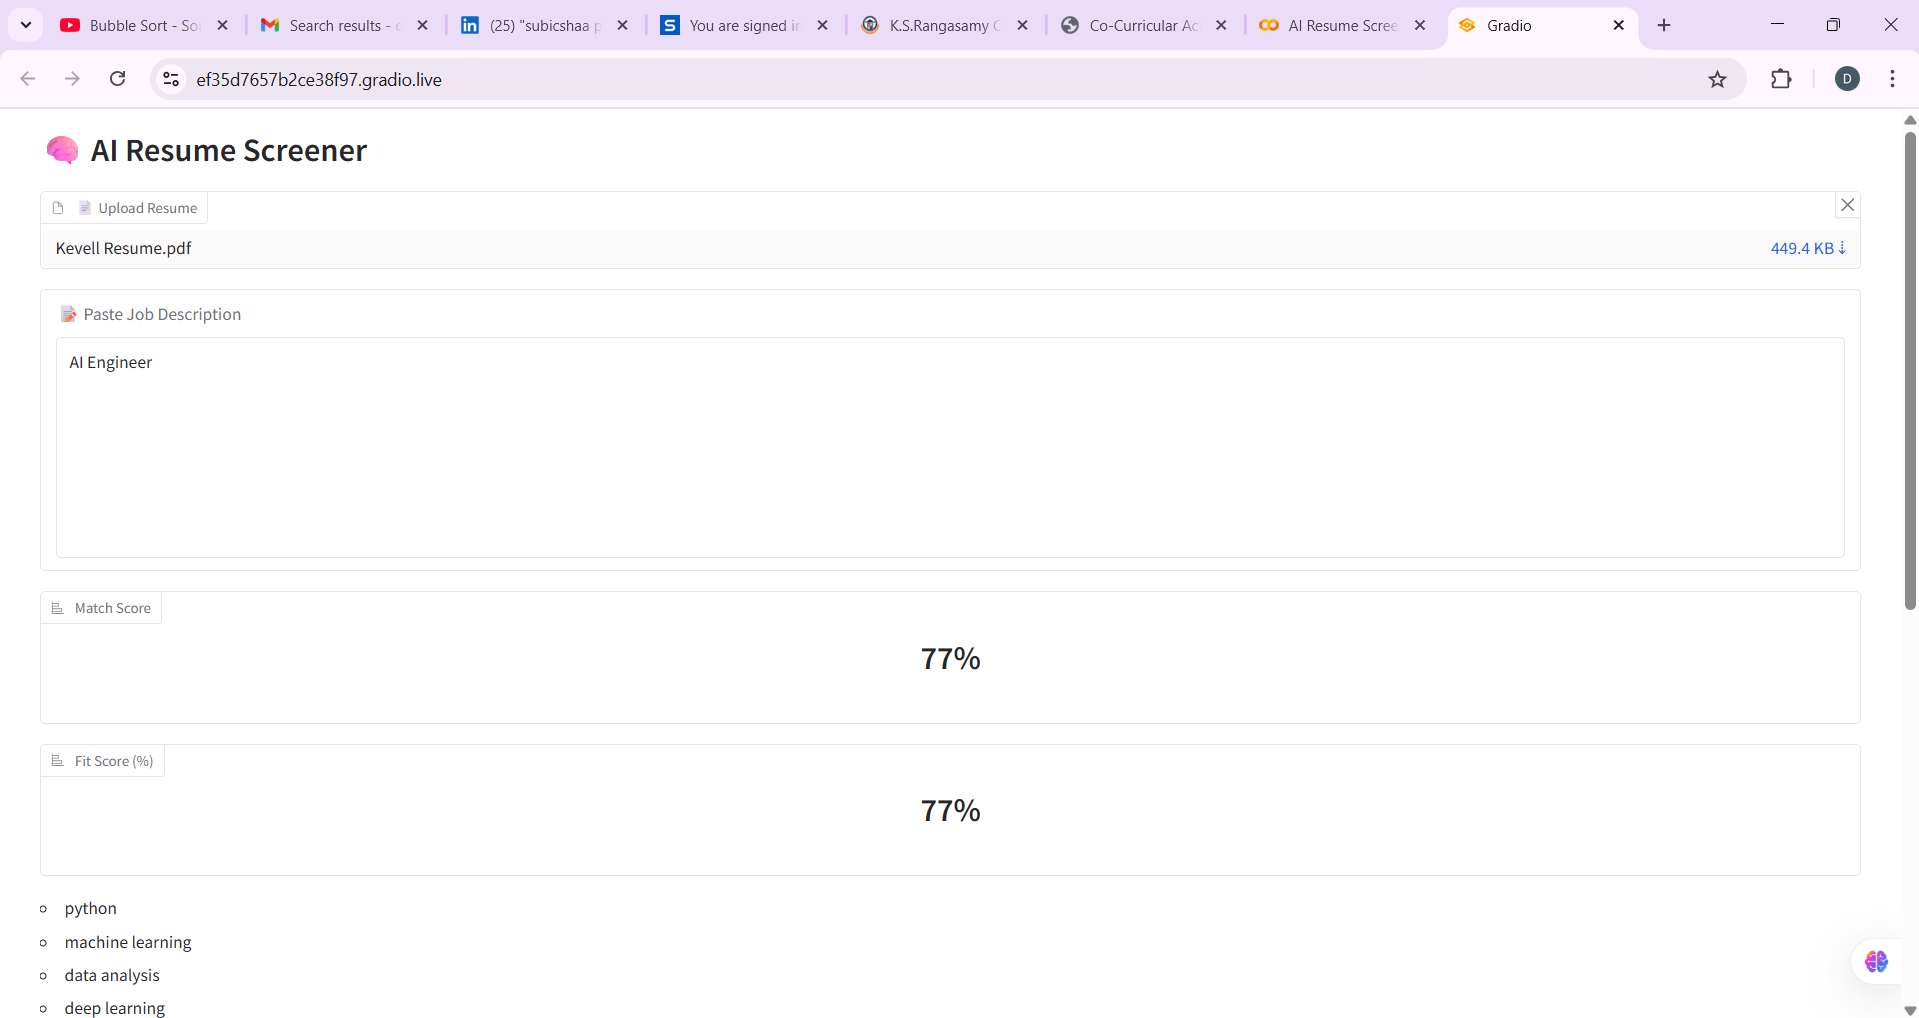 Bubble Sort - So
Search results -
(25) "subicshaa p
You are signed in
K.S.Rangasamy C
Co-Curricular Ac
AI Resume Scree
Gradio
ef35d7657b2ce38f97.gradio.live
D
AI Resume Screener
Upload Resume
Kevell Resume.pdf
449.4 KB ⇣
Paste Job Description
AI Engineer
Match Score
77%
Fit Score (%)
77%
python
machine learning
data analysis
deep learning